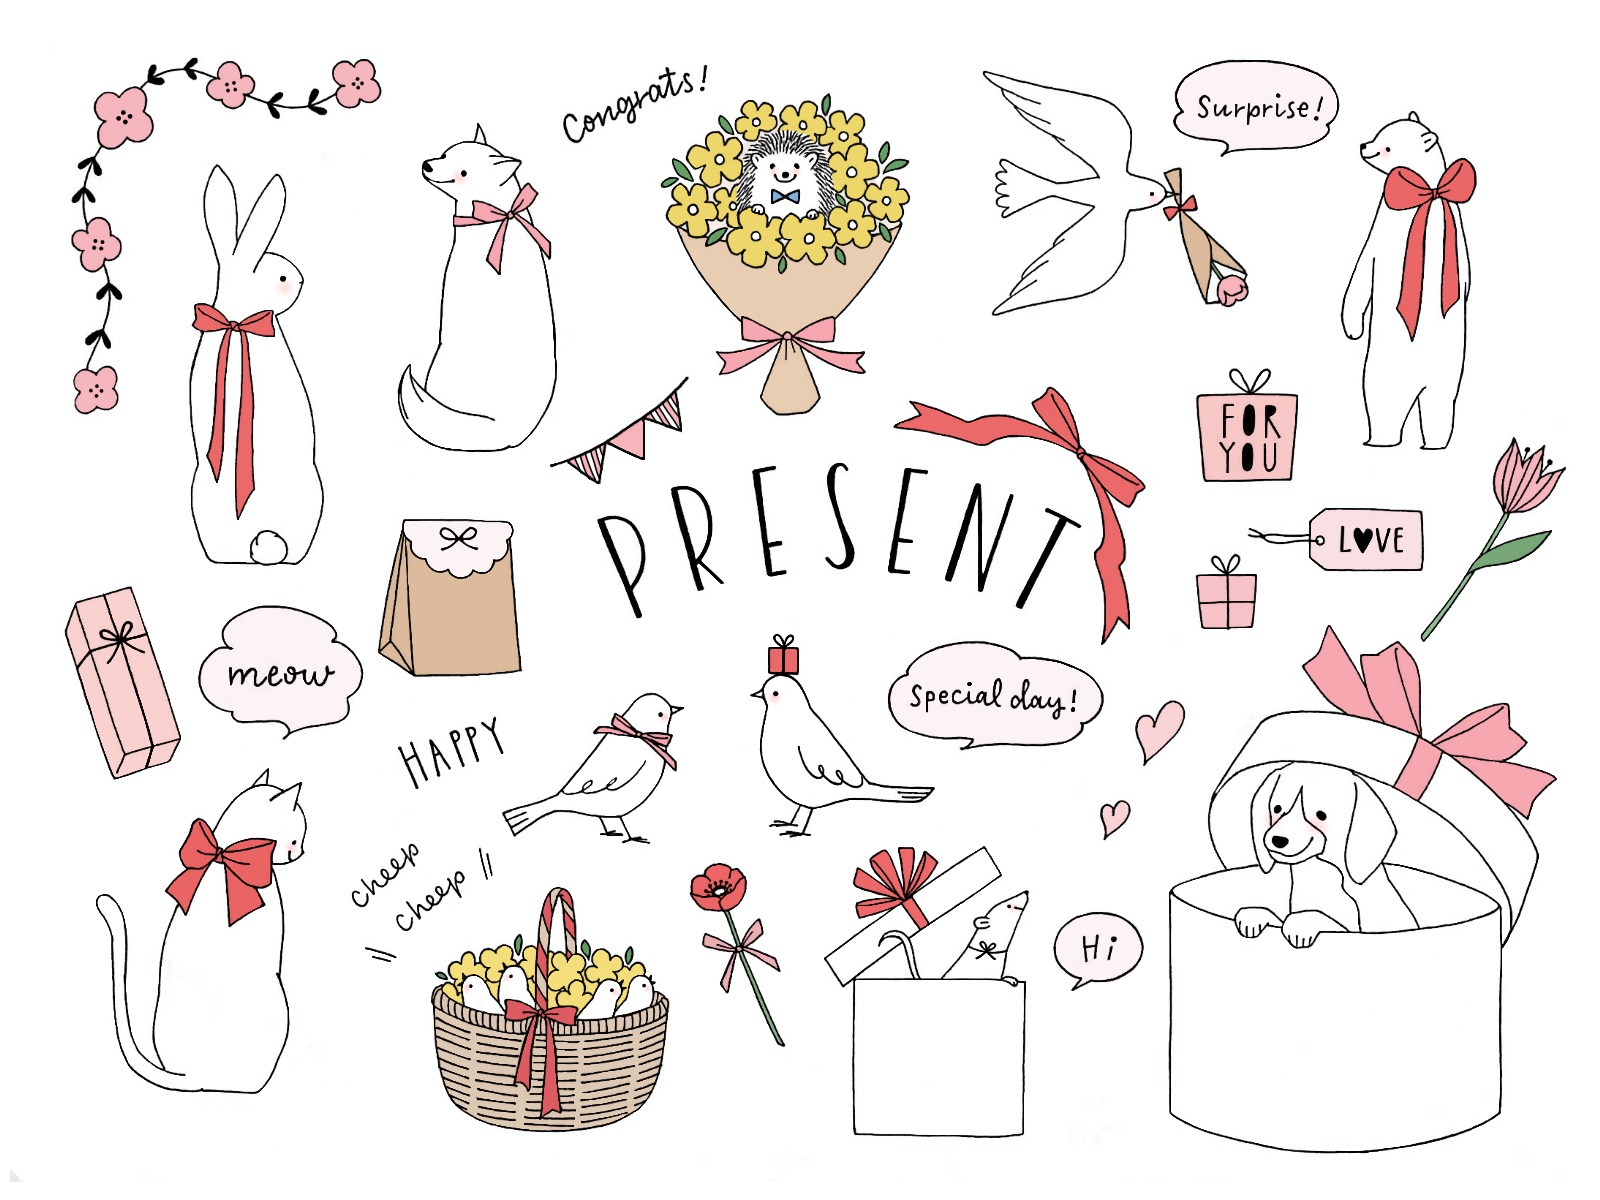 Congrats!
Surprise!
FOR
YOU
PRESENT
LOVE
meow
Special day!
HAPPY
cheep
cheep
Hi